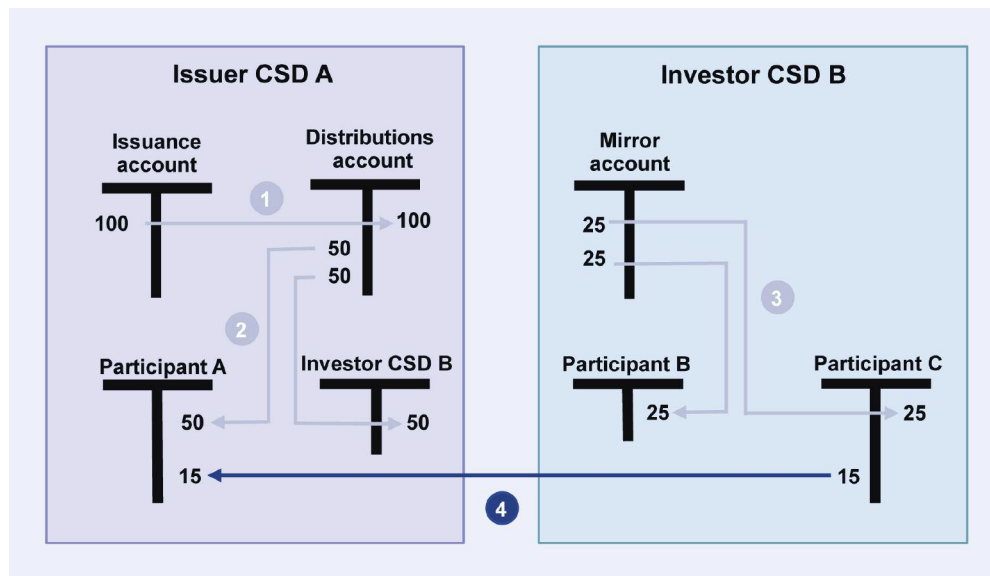 Issuer CSD A
Issuance
account
Distributions
account
1
100
100
50
50
2
Participant A
Investor CSD B
50
50
15
Investor CSD B
Mirror
account
25
25
3
Participant B
Participant C
25
25
15
4